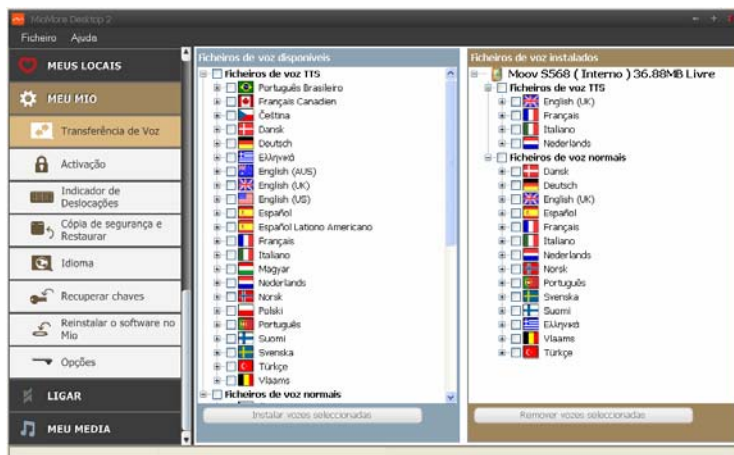 MioMore Desktop 2
Ficheiro Ajuda
MEUS LOCAIS
MEU MIO
Transferência de Voz
Activação
Indicador de
Deslocações
Cópia de segurança e
Restaurar
Idioma
Recuperar chaves
Reinstalar o software no
Mio
Opções
LIGAR
MEU MEDIA
Ficheiros de voz disponíveis
Ficheiros de voz TTS
Português Brasileiro
Français Canadien
Čeština
Dansk
Deutsch
Ελληνικά
English (AUS)
English (UK)
English (US)
Español
Español Lationo Americano
Français
Italiano
Magyar
Nederlands
Norsk
Polski
Português
Suomi
Svenska
Türkçe
Vlaams
Ficheiros de voz normais
Instalar vozes seleccionadas
Ficheiros de voz instalados
Moov S568 ( Interno ) 36.88MB Livre
Ficheiros de voz TTS
English (UK)
Français
Italiano
Nederlands
Ficheiros de voz normais
Dansk
Deutsch
English (UK)
Español
Français
Italiano
Nederlands
Norsk
Português
Svenska
Suomi
Ελληνικά
Vlaams
Türkçe
Remover vozes seleccionadas